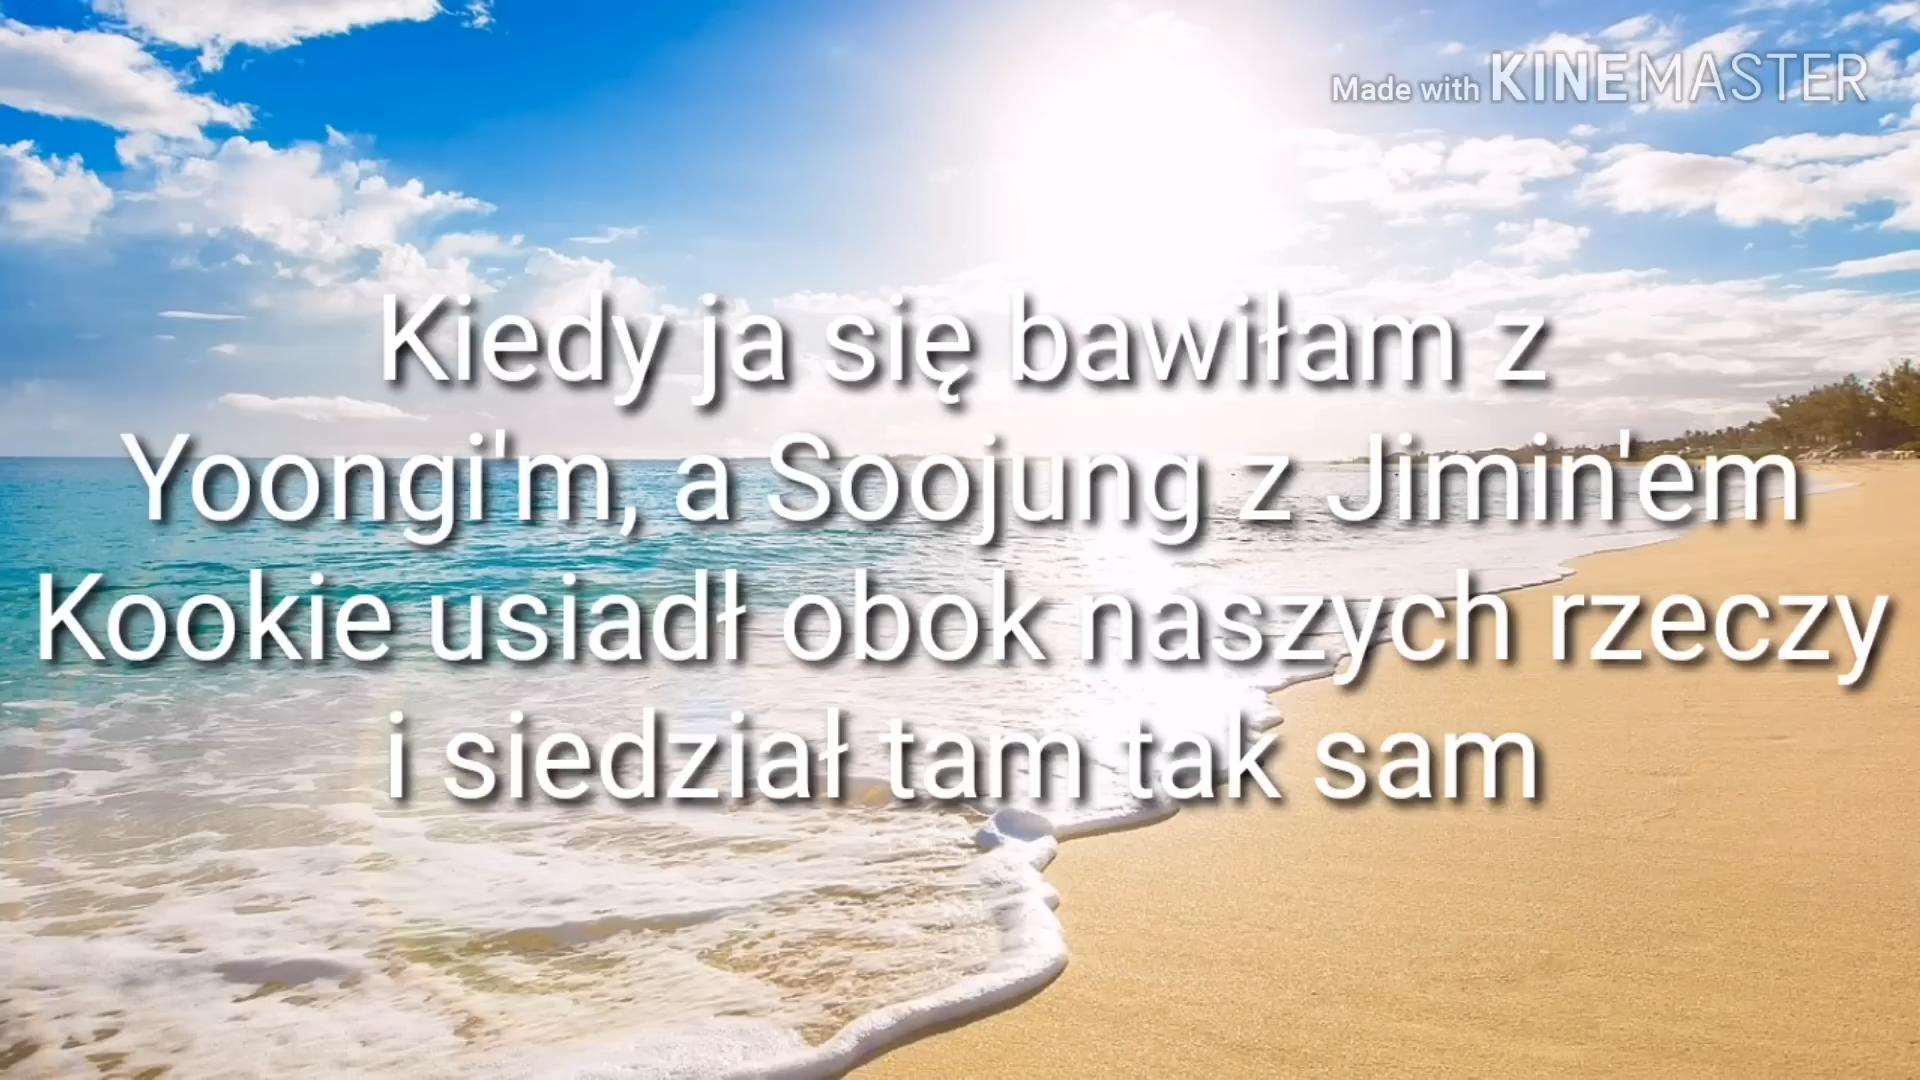 Made with KINEMASTER
Kiedy ja się bawiłam z
Yoongi'm, a Soojung z Jimin'em
Kookie usiadł obok naszych rzeczy
i siedział tam tak sam